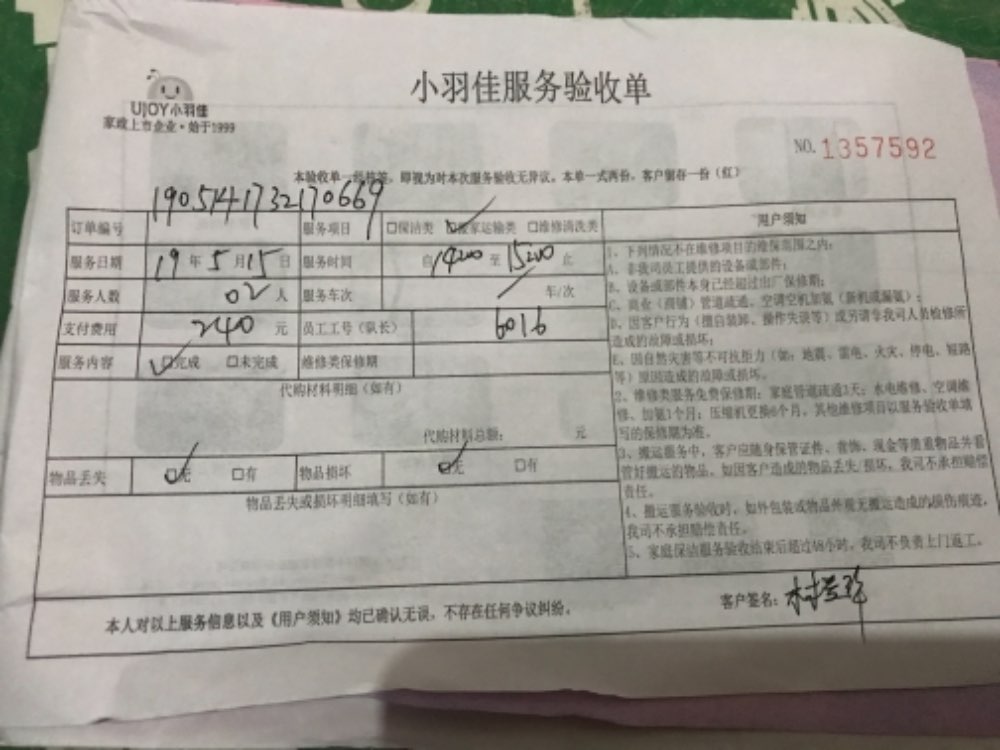 UJOY小羽佳
家政上市企业·始于1999
小羽佳服务验收单
NO. 1357592
本验收单一经核签，即视为对本次服务验收无异议。本单一式两份，客户留存一份（红）
订单编号 1905141732170669 服务项目 □保洁类 □搬家运输类 □维修清洗类
服务日期 19年5月15日 服务时间 自14:00至15:00止
服务人数 02人 服务车次 车/次
支付费用 240元 员工工号（队长） 6016
服务内容 □完成 □未完成 维修类保修期
代购材料明细（如有）
代购材料总额： 元
物品丢失 □无 □有 物品损坏 □无 □有
物品丢失或损坏明细填写（如有）
用户须知
1、下列情况不在维修项目的维保范围之内：
A、非我司员工提供的设备或部件；
B、设备或部件本身已经超过出厂保修期；
C、商业（商铺）管道疏通、空调空机加氨（新机或漏氨）；
D、因客户行为（擅自装卸、操作失误等）或另请非我司人员检修所
造成的故障或损坏；
E、因自然灾害等不可抗拒力（如：地震、雷电、火灾、停电、短路
等）原因造成的故障或损坏。
2、维修类服务免费保修期：家庭管道疏通3天；水电维修、空调维
修、加氨1个月；压缩机更换6个月，其他维修项目以服务验收单填
写的保修期为准。
3、搬运服务中，客户应随身保管证件、首饰、现金等贵重物品并看
管好搬运的物品，如因客户造成的物品丢失/损坏，我司不承担赔偿
责任。
4、搬运服务验收时，如外包装或物品外观无搬运造成的损伤痕迹，
我司不承担赔偿责任。
5、家庭保洁服务验收结束后超过48小时，我司不负责上门返工。
本人对以上服务信息以及《用户须知》均已确认无误，不存在任何争议纠纷。
客户签名：